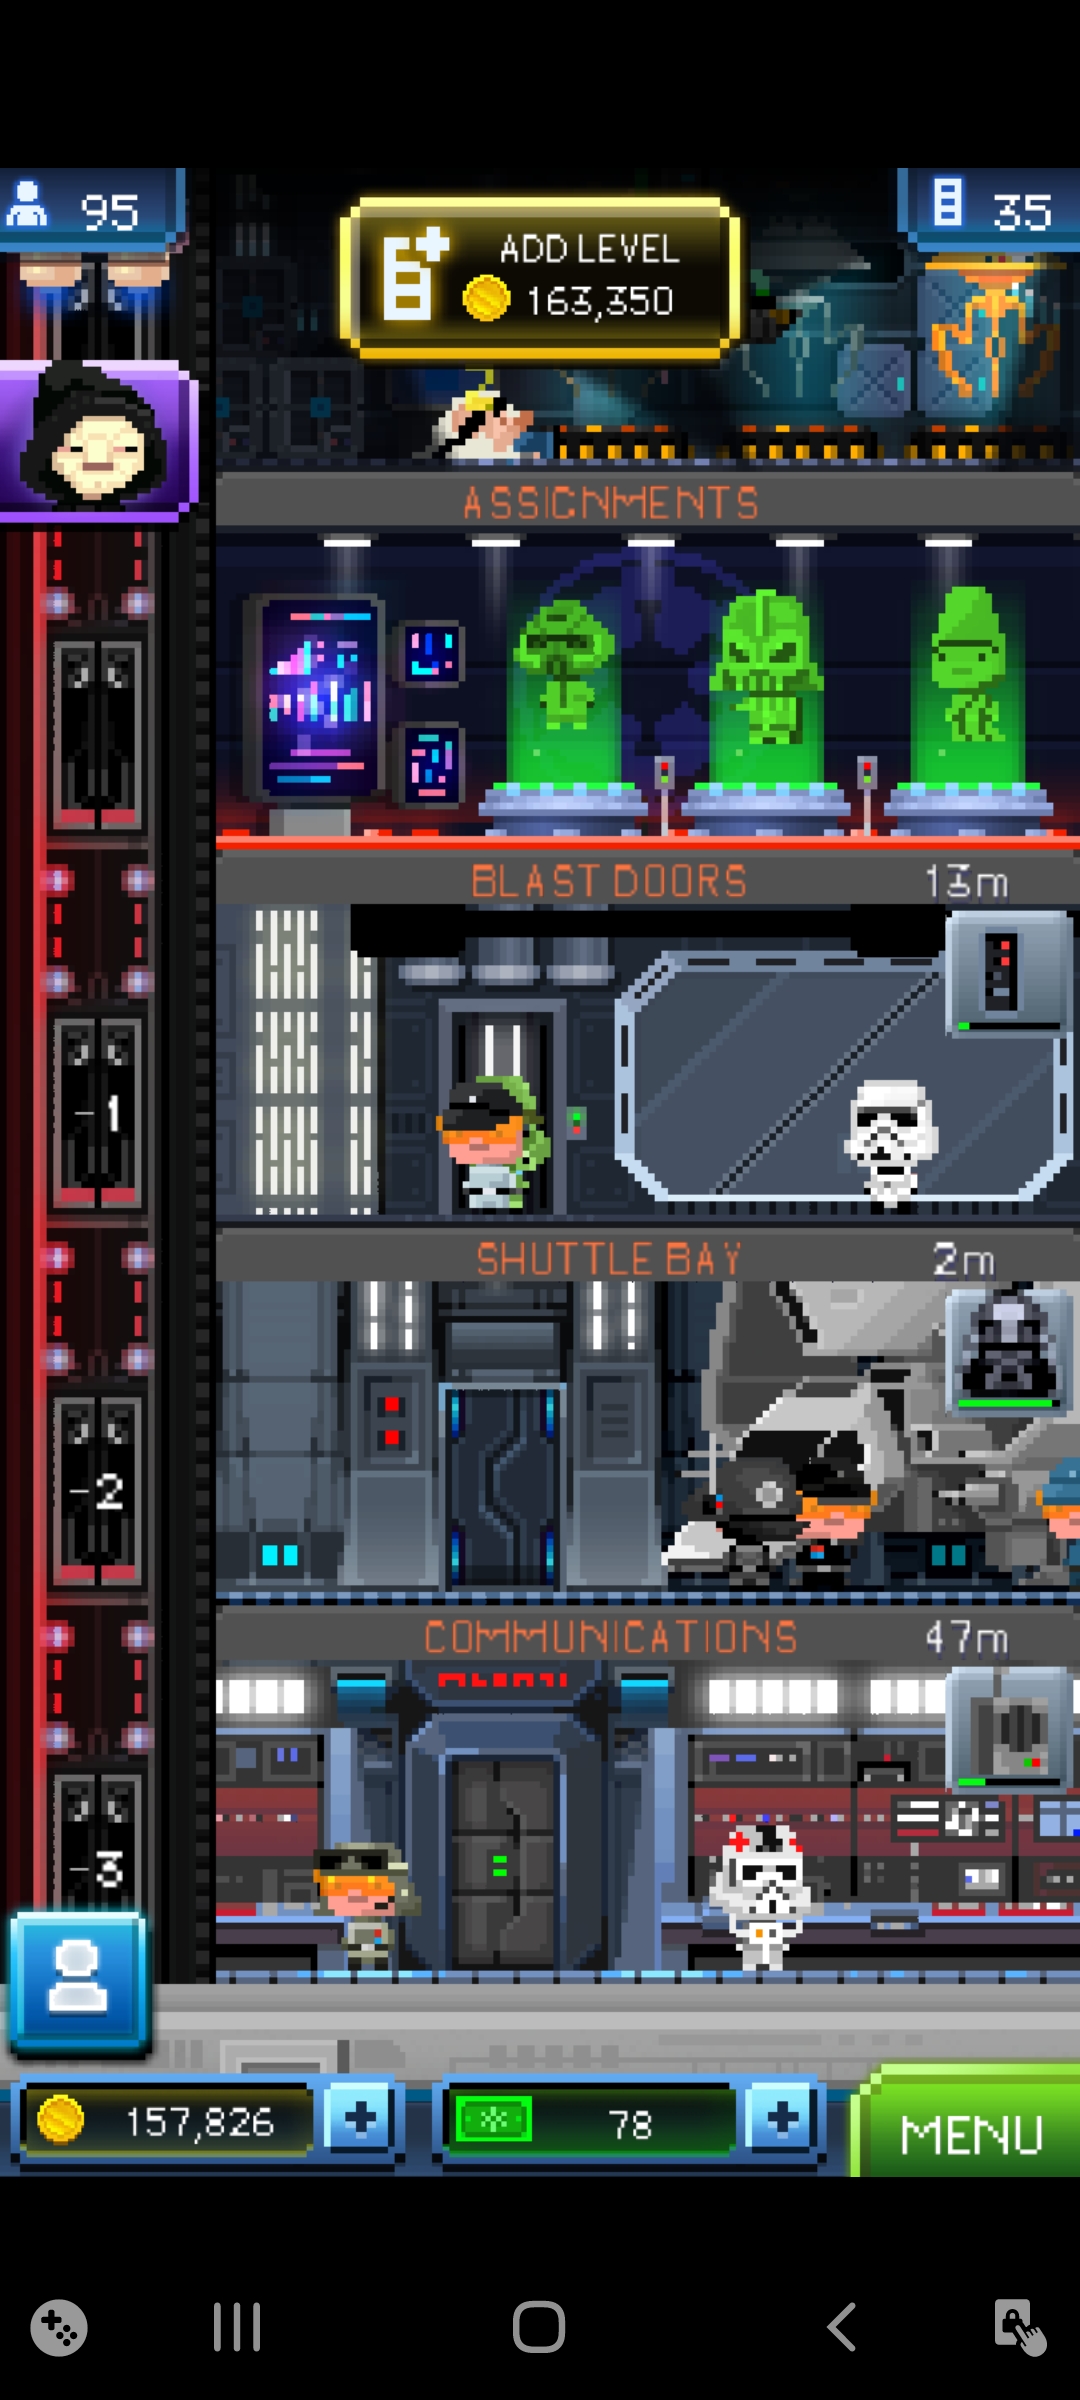 95
ADD LEVEL
163,350
35
ASSIGNMENTS
BLAST DOORS 13m
-1
SHUTTLE BAY 2m
-2
COMMUNICATIONS 47m
-3
157,826
78
MENU